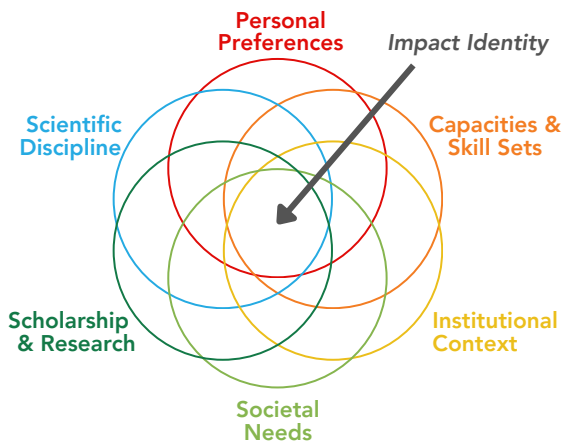 Personal
Preferences
Impact Identity
Scientific
Discipline
Capacities &
Skill Sets
Scholarship
& Research
Institutional
Context
Societal
Needs